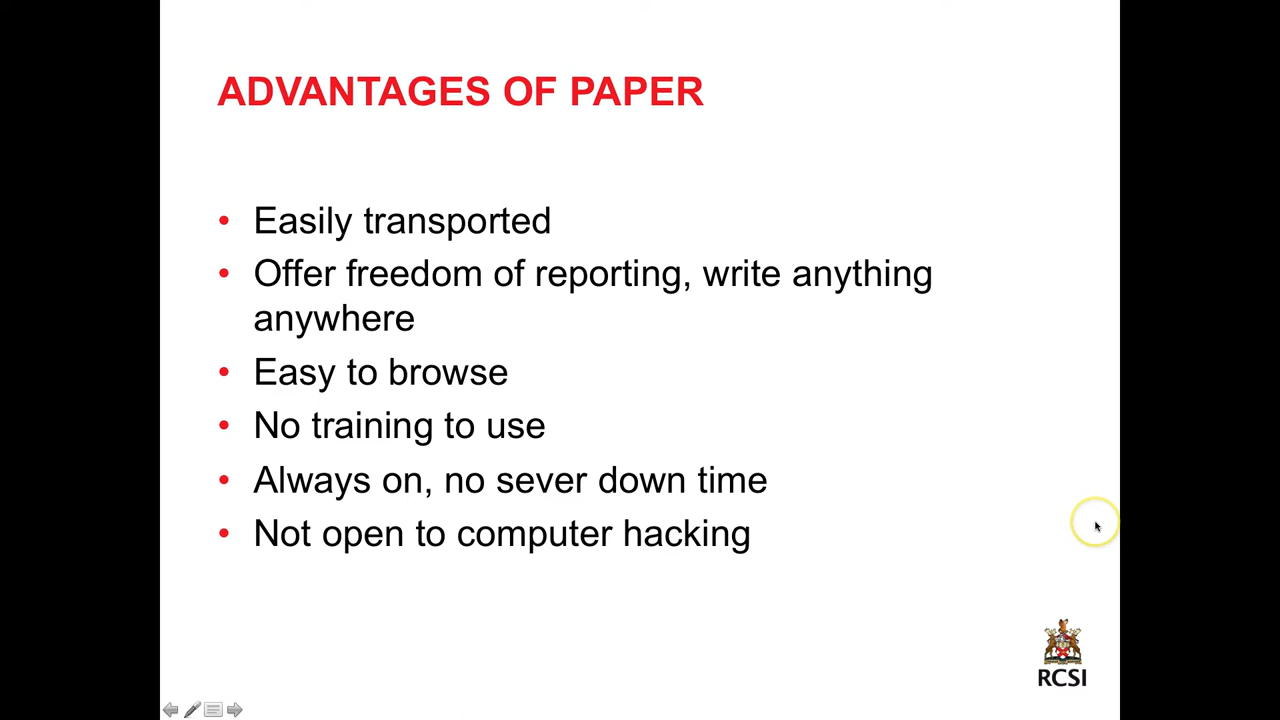 ADVANTAGES OF PAPER
• Easily transported
• Offer freedom of reporting, write anything
anywhere
• Easy to browse
• No training to use
• Always on, no sever down time
• Not open to computer hacking
RCSI